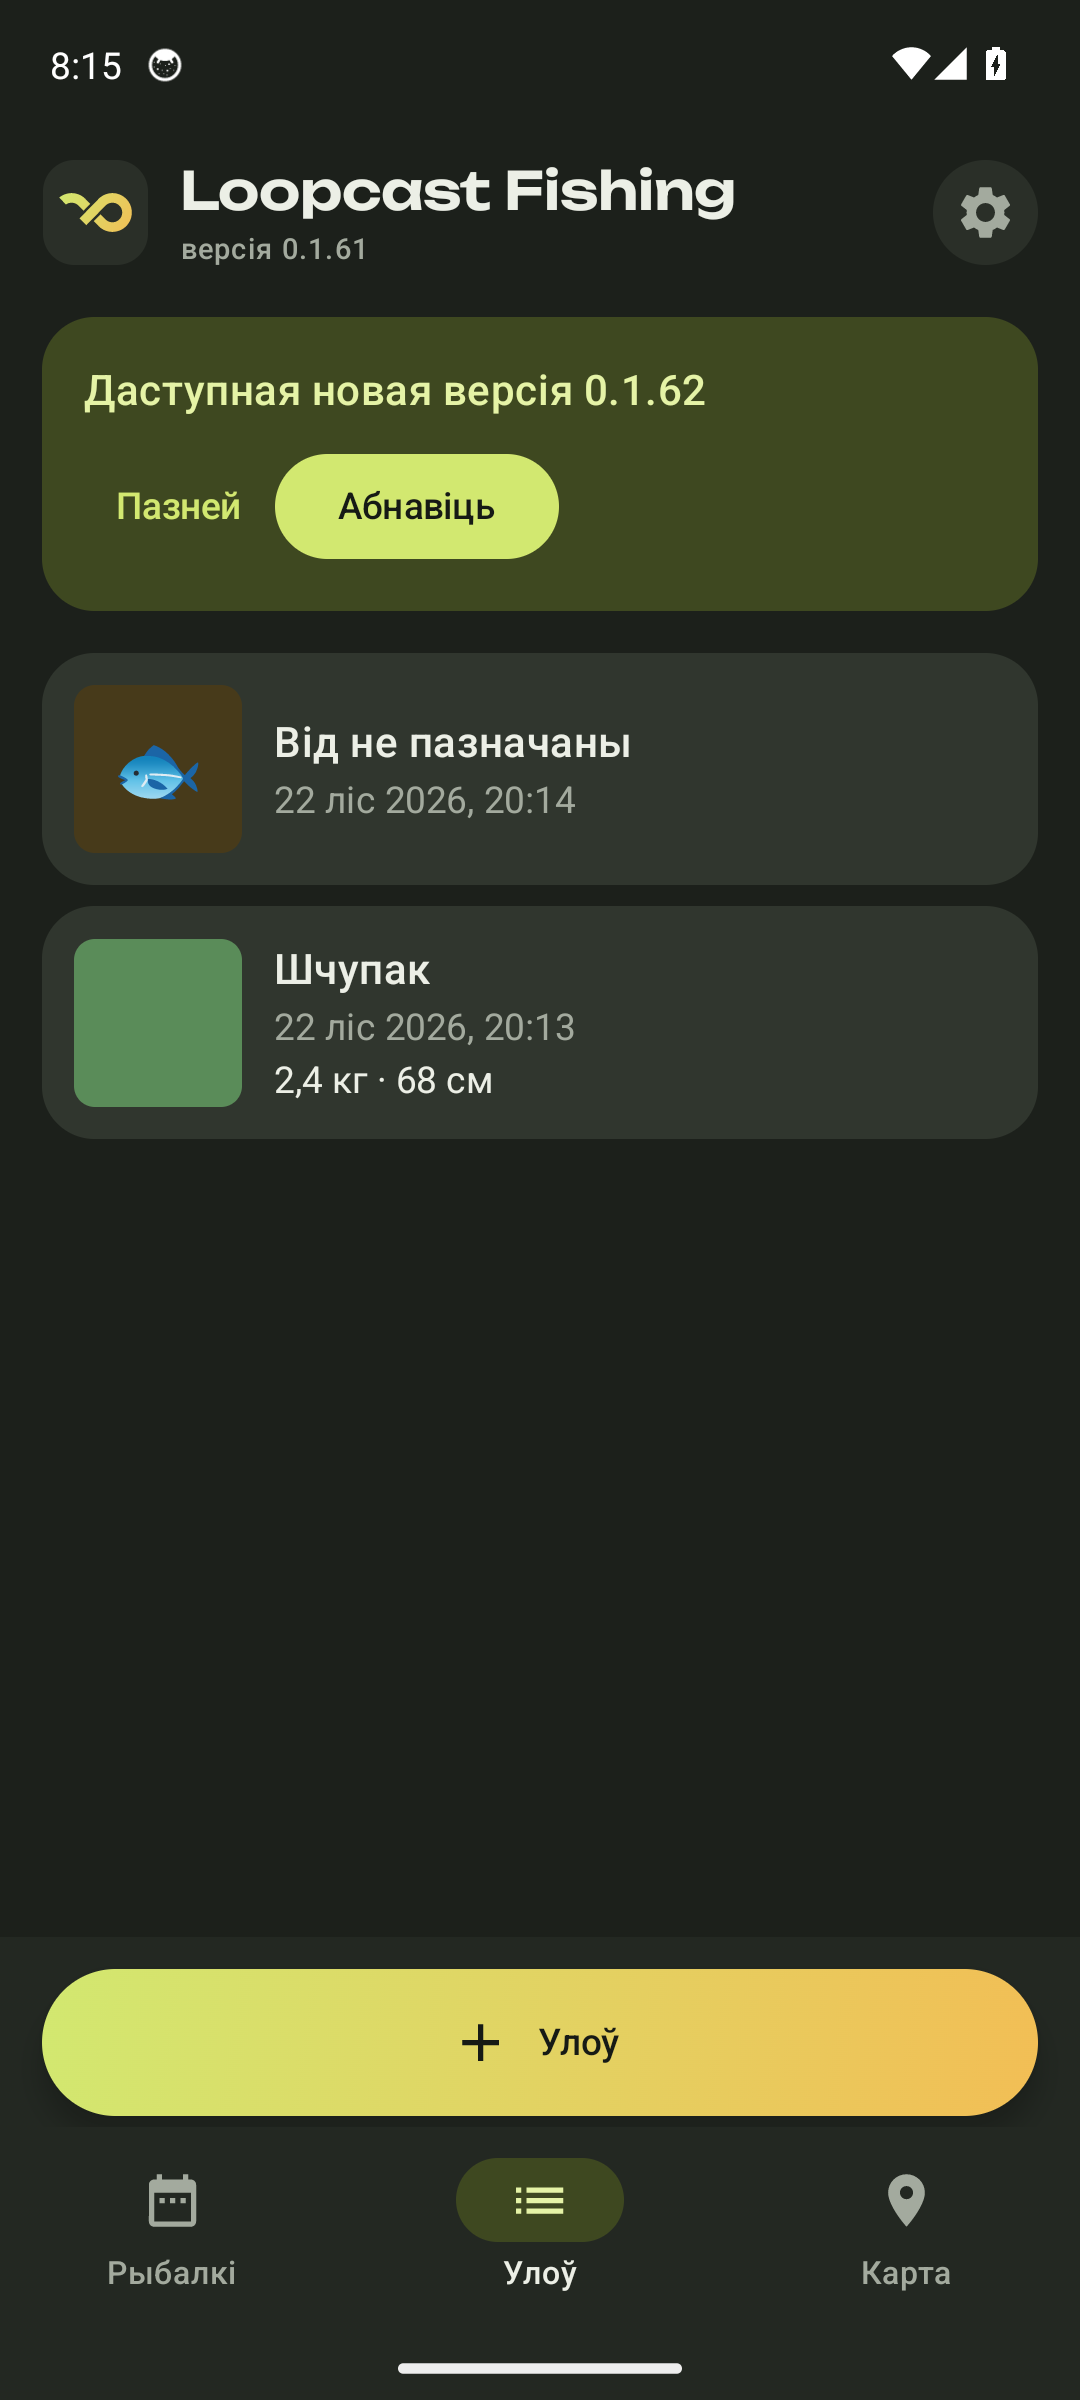 8:15
Loopcast Fishing
версія 0.1.61
Даступная новая версія 0.1.62
Пазней
Абнавіць
Від не пазначаны
22 ліс 2026, 20:14
Шчупак
22 ліс 2026, 20:13
2,4 кг · 68 см
Улоў
Рыбалкі
Улоў
Карта